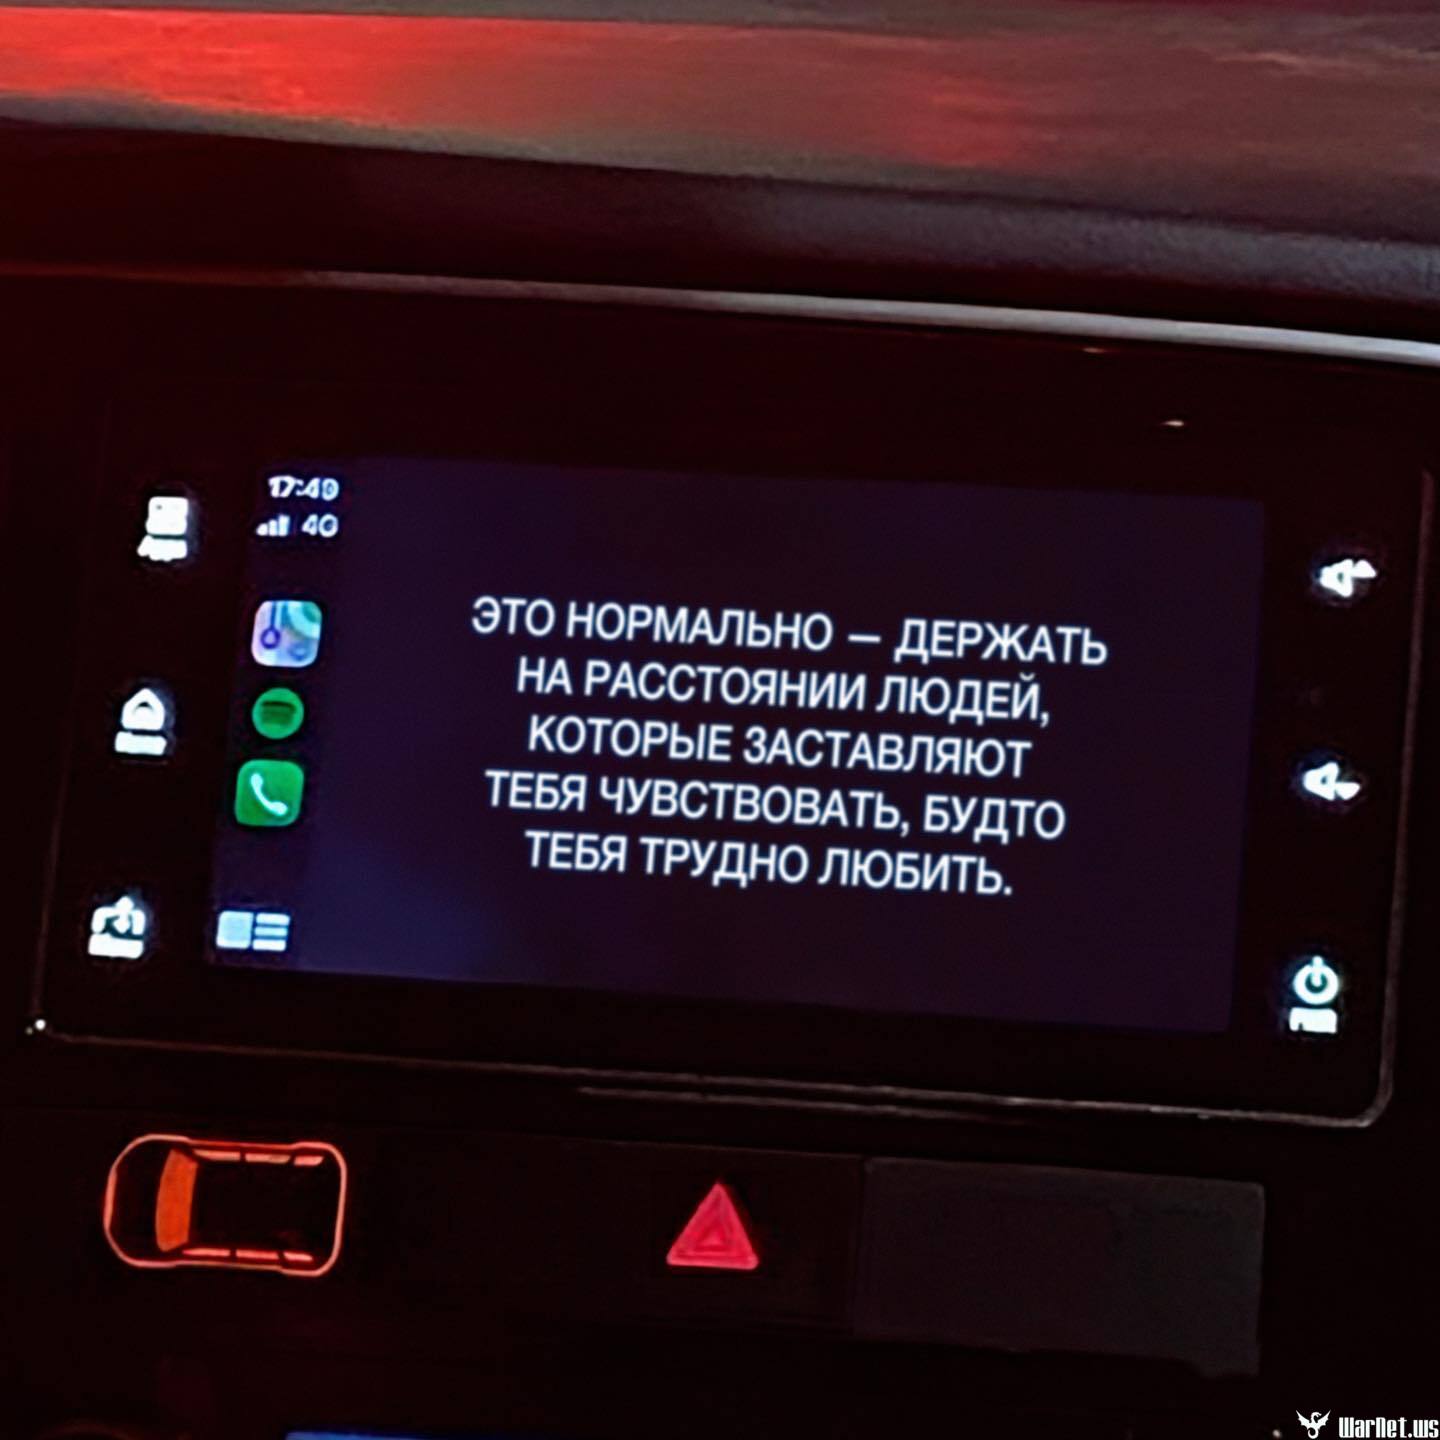 17:49
4G
ЭТО НОРМАЛЬНО — ДЕРЖАТЬ
НА РАССТОЯНИИ ЛЮДЕЙ,
КОТОРЫЕ ЗАСТАВЛЯЮТ
ТЕБЯ ЧУВСТВОВАТЬ, БУДТО
ТЕБЯ ТРУДНО ЛЮБИТЬ.
WarNet.ws